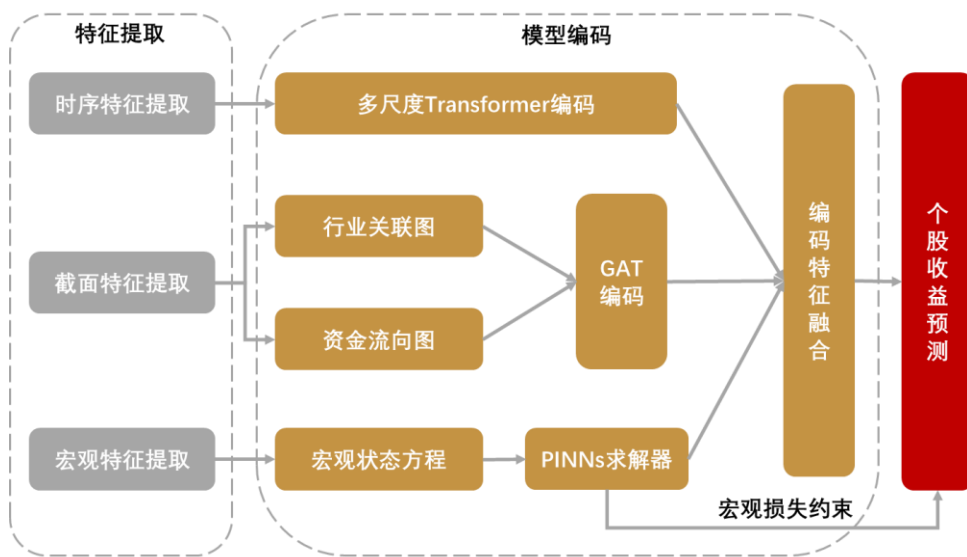 特征提取
模型编码
时序特征提取
多尺度Transformer编码
截面特征提取
行业关联图
资金流向图
GAT
编码
宏观特征提取
宏观状态方程
PINNs求解器
编码特征融合
个股收益预测
宏观损失约束